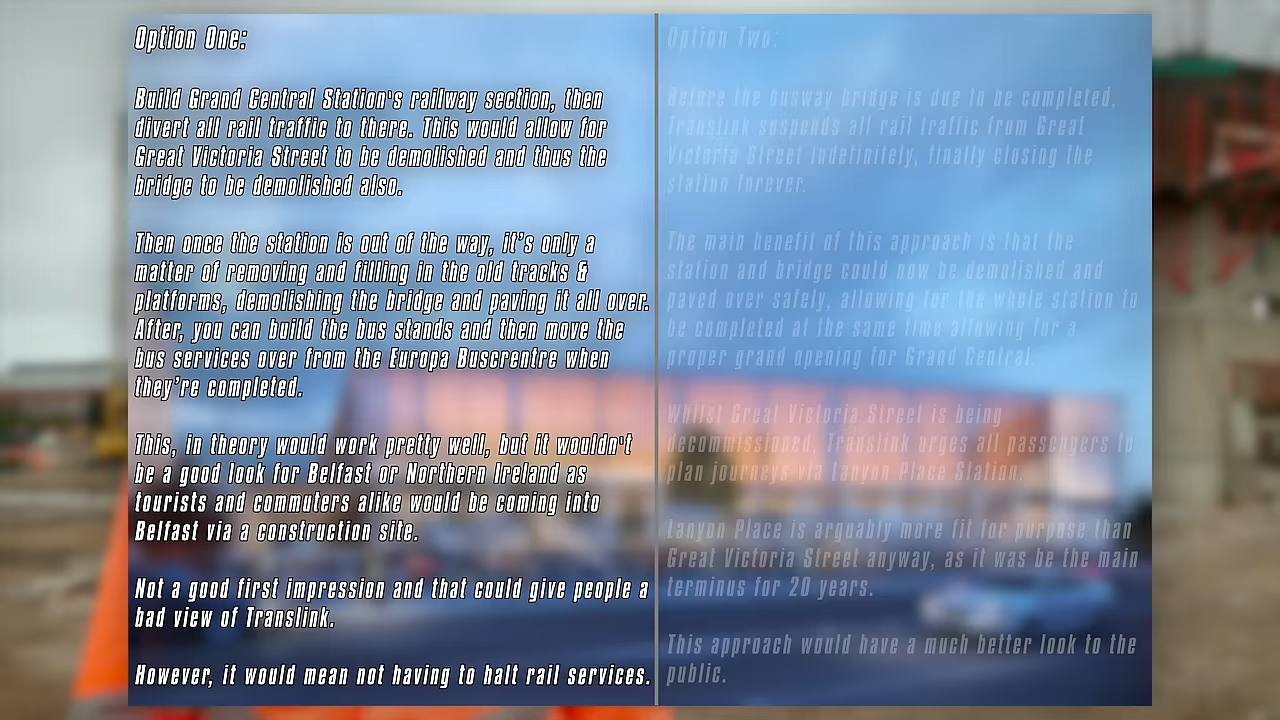 Option One:
Build Grand Central Station's railway section, then
divert all rail traffic to there. This would allow for
Great Victoria Street to be demolished and thus the
bridge to be demolished also.
Then once the station is out of the way, it's only a
matter of removing and filling in the old tracks &
platforms, demolishing the bridge and paving it all over.
After, you can build the bus stands and then move the
bus services over from the Europa Buscrentre when
they're completed.
This, in theory would work pretty well, but it wouldn't
be a good look for Belfast or Northern Ireland as
tourists and commuters alike would be coming into
Belfast via a construction site.
Not a good first impression and that could give people a
bad view of Translink.
However, it would mean not having to halt rail services.
Option Two:
Before the busway bridge is due to be completed,
Translink suspends all rail traffic from Great
Victoria Street indefinitely, finally closing the
station forever.
The main benefit of this approach is that the
station and bridge could now be demolished and
paved over safely, allowing for the whole station to
be completed at the same time allowing for a
proper grand opening for Grand Central.
Whilst Great Victoria Street is being
decommissioned, Translink urges all passengers to
plan journeys via Lanyon Place Station.
Lanyon Place is arguably more fit for purpose than
Great Victoria Street anyway, as it was be the main
terminus for 20 years.
This approach would have a much better look to the
public.